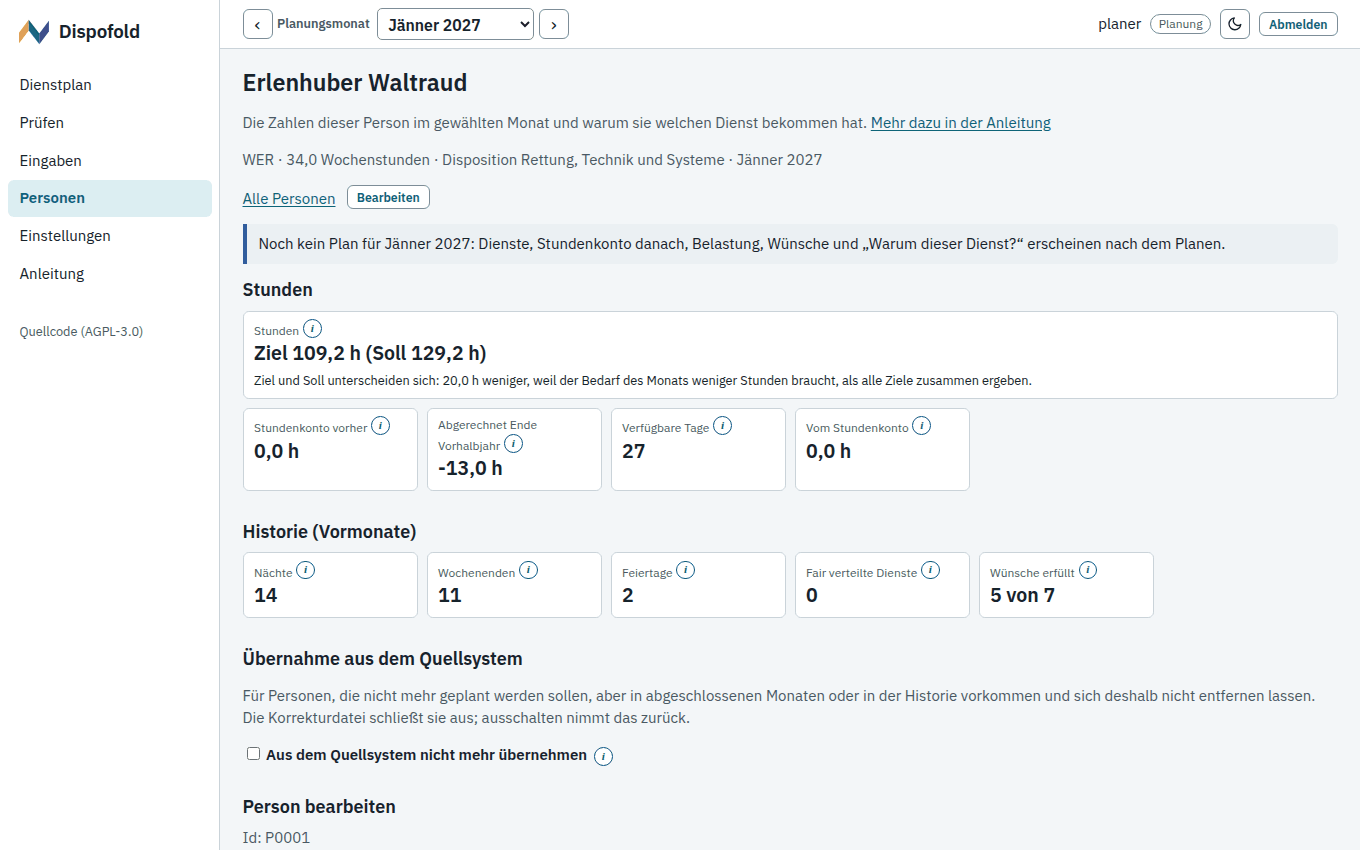 Dispofold
Dienstplan
Prüfen
Eingaben
Personen
Einstellungen
Anleitung
Quellcode (AGPL-3.0)
‹ Planungsmonat Jänner 2027 ›
planer Planung Abmelden
Erlenhuber Waltraud
Die Zahlen dieser Person im gewählten Monat und warum sie welchen Dienst bekommen hat. Mehr dazu in der Anleitung
WER · 34,0 Wochenstunden · Disposition Rettung, Technik und Systeme · Jänner 2027
Alle Personen Bearbeiten
Noch kein Plan für Jänner 2027: Dienste, Stundenkonto danach, Belastung, Wünsche und „Warum dieser Dienst?“ erscheinen nach dem Planen.
Stunden
Stunden i
Ziel 109,2 h (Soll 129,2 h)
Ziel und Soll unterscheiden sich: 20,0 h weniger, weil der Bedarf des Monats weniger Stunden braucht, als alle Ziele zusammen ergeben.
Stundenkonto vorher i
0,0 h
Abgerechnet Ende
Vorhalbjahr i
-13,0 h
Verfügbare Tage i
27
Vom Stundenkonto i
0,0 h
Historie (Vormonate)
Nächte i
14
Wochenenden i
11
Feiertage i
2
Fair verteilte Dienste i
0
Wünsche erfüllt i
5 von 7
Übernahme aus dem Quellsystem
Für Personen, die nicht mehr geplant werden sollen, aber in abgeschlossenen Monaten oder in der Historie vorkommen und sich deshalb nicht entfernen lassen.
Die Korrekturdatei schließt sie aus; ausschalten nimmt das zurück.
Aus dem Quellsystem nicht mehr übernehmen i
Person bearbeiten
Id: P0001